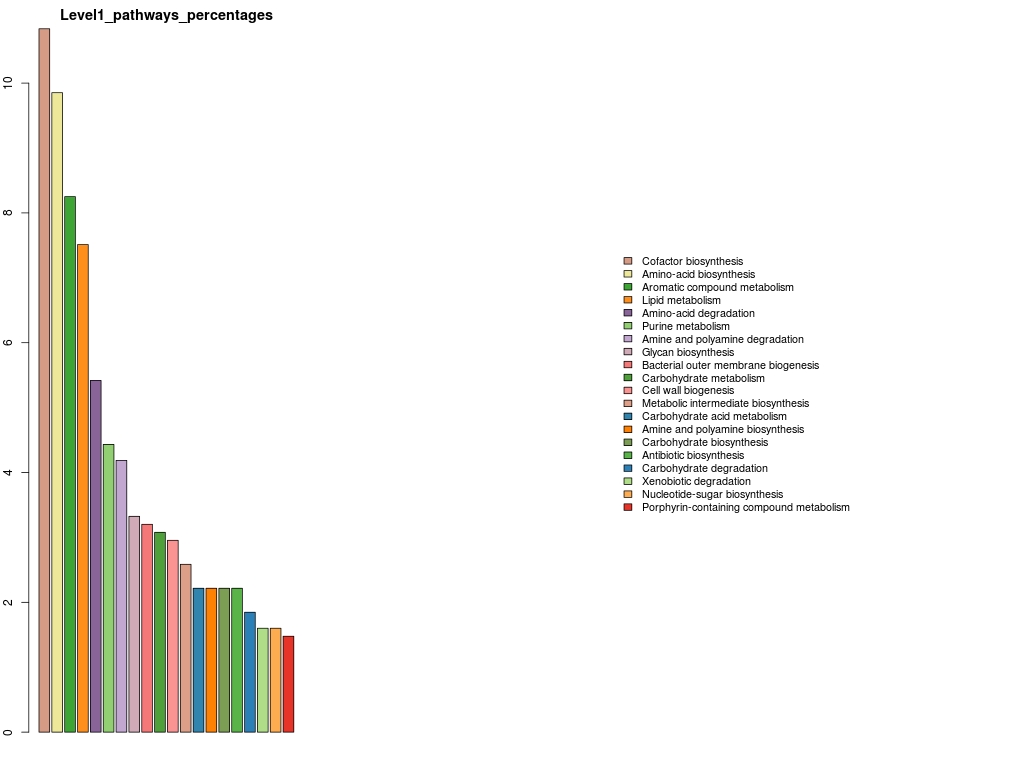 Level1_pathways_percentages
10
8
6
4
2
0
Cofactor biosynthesis
Amino-acid biosynthesis
Aromatic compound metabolism
Lipid metabolism
Amino-acid degradation
Purine metabolism
Amine and polyamine degradation
Glycan biosynthesis
Bacterial outer membrane biogenesis
Carbohydrate metabolism
Cell wall biogenesis
Metabolic intermediate biosynthesis
Carbohydrate acid metabolism
Amine and polyamine biosynthesis
Carbohydrate biosynthesis
Antibiotic biosynthesis
Carbohydrate degradation
Xenobiotic degradation
Nucleotide-sugar biosynthesis
Porphyrin-containing compound metabolism